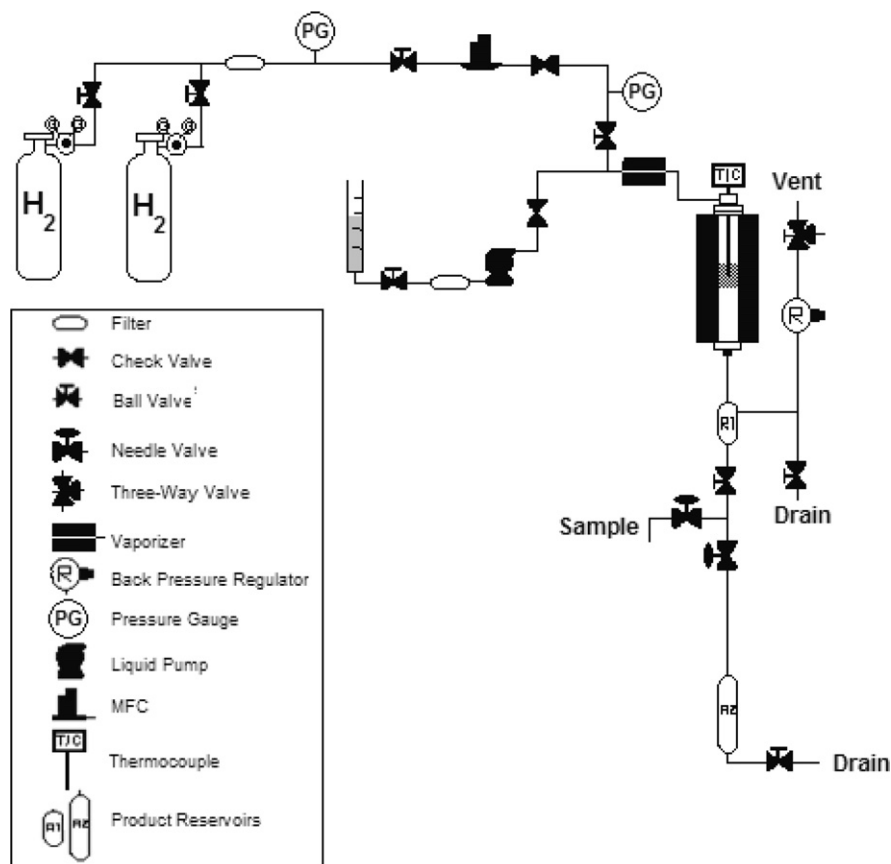 PG
PG
H2
H2
T/C
Vent
R
R1
Sample
Drain
R2
Drain
Filter
Check Valve
Ball Valve
Needle Valve
Three-Way Valve
Vaporizer
R
Back Pressure Regulator
PG
Pressure Gauge
Liquid Pump
MFC
T/C
Thermocouple
R1
R2
Product Reservoirs